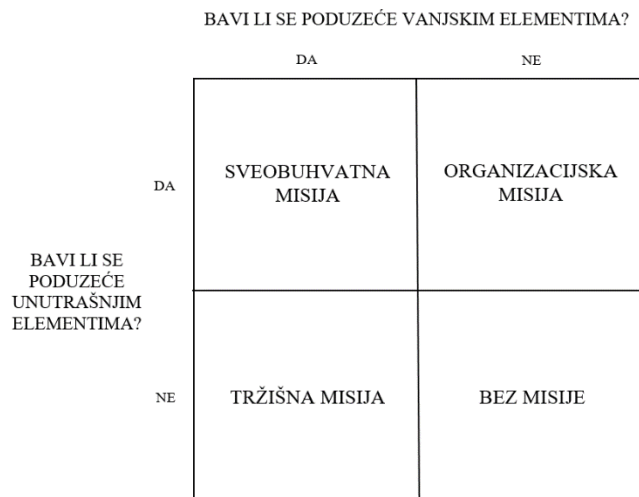 BAVI LI SE PODUZEĆE VANJSKIM ELEMENTIMA?
DA
NE
DA
SVEOBUHVATNA
MISIJA
ORGANIZACIJSKA
MISIJA
BAVI LI SE
PODUZEĆE
UNUTRAŠNJIM
ELEMENTIMA?
NE
TRŽIŠNA MISIJA
BEZ MISIJE